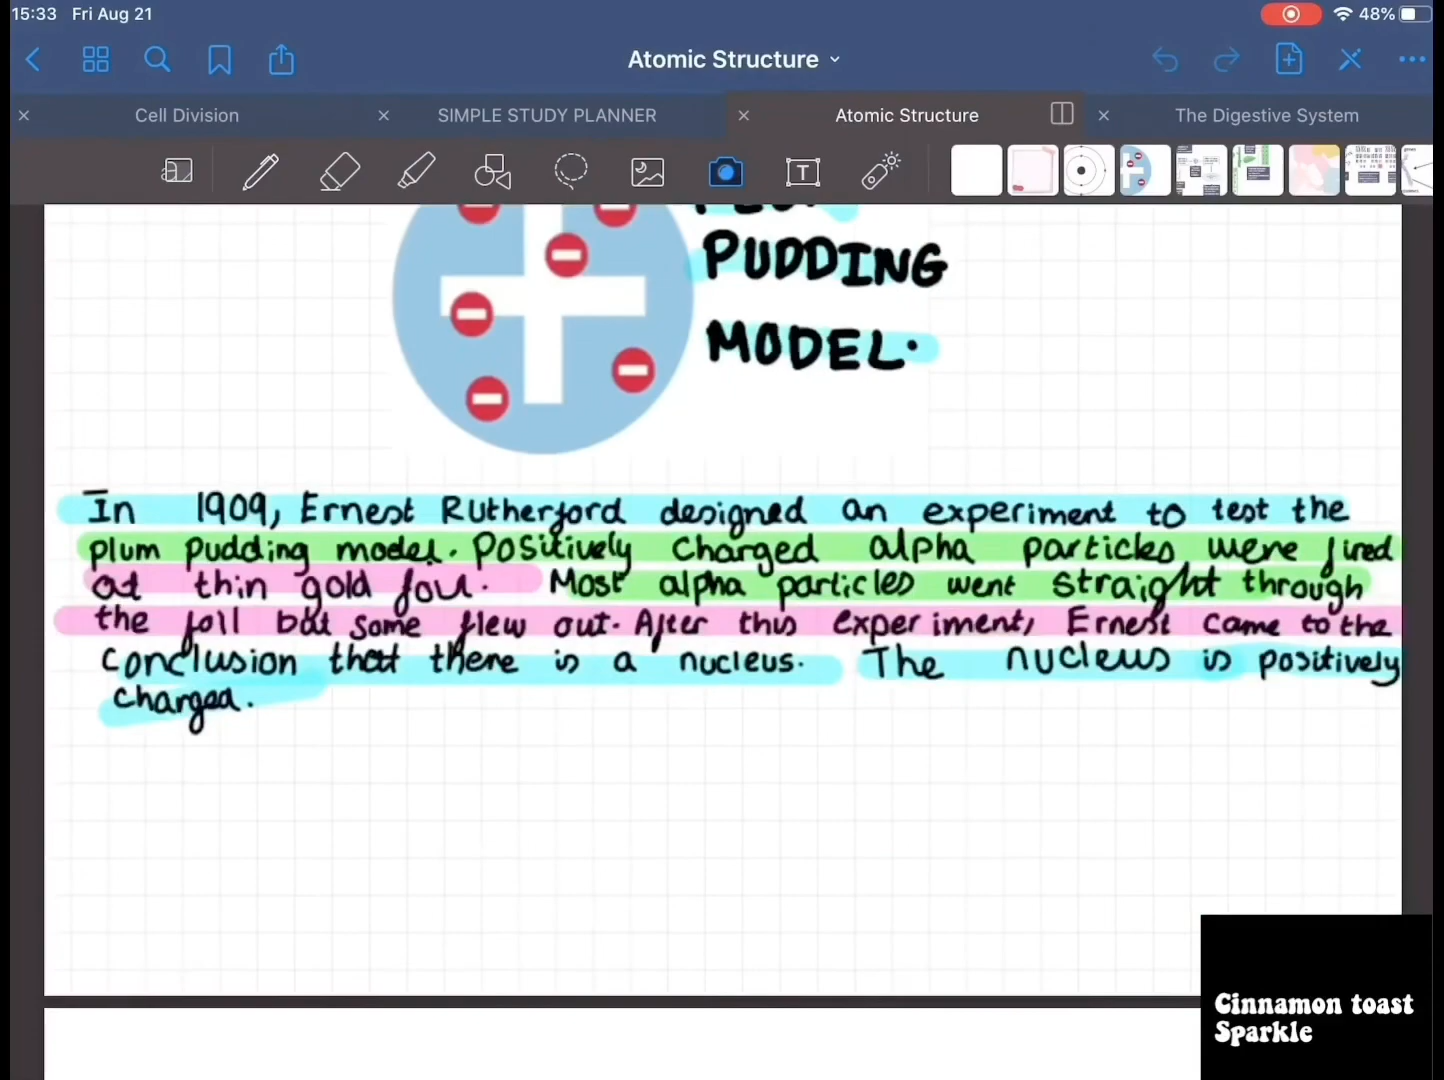 15:33 Fri Aug 21
48%
Atomic Structure
Cell Division
SIMPLE STUDY PLANNER
Atomic Structure
The Digestive System
T
PUDDING
MODEL.
In 1909, Ernest Rutherford designed an experiment to test the
plum pudding model. Positively charged alpha particles were fired
at thin gold foil. Most alpha particles went straight through
the foil but some flew out. After this experiment, Ernest came to the
conclusion that there is a nucleus. The nucleus is positively
charged.
Cinnamon toast
Sparkle